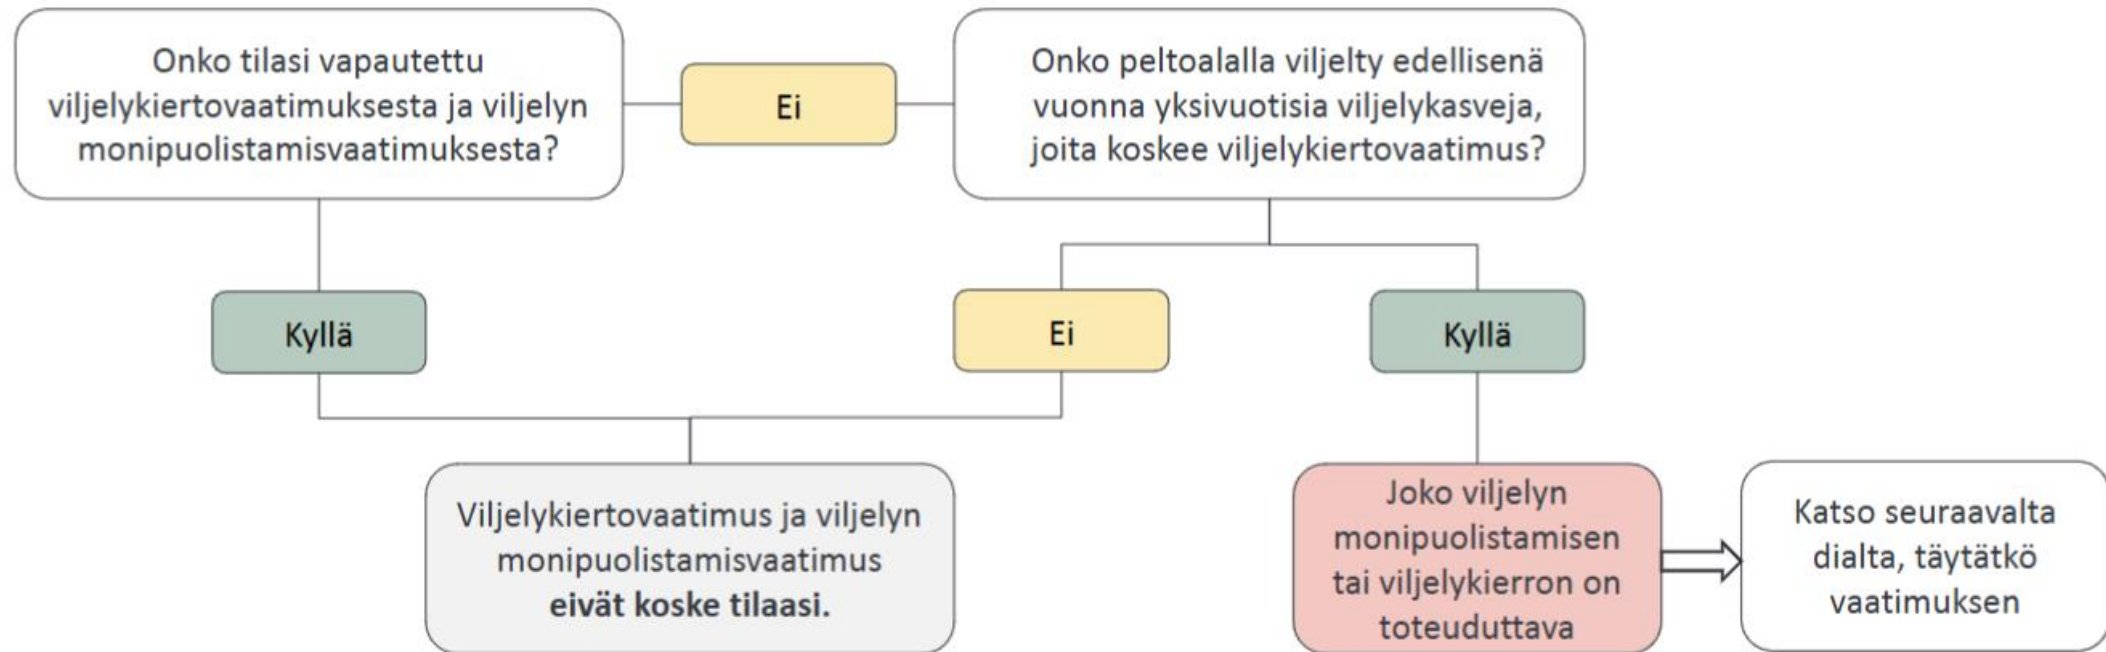 Onko tilasi vapautettu
viljelykiertovaatimuksesta ja viljelyn
monipuolistamisvaatimuksesta?
Ei
Onko peltoalalla viljelty edellisenä
vuonna yksivuotisia viljelykasveja,
joita koskee viljelykiertovaatimus?
Kyllä
Ei
Kyllä
Viljelykiertovaatimus ja viljelyn
monipuolistamisvaatimus
eivät koske tilaasi.
Joko viljelyn
monipuolistamisen
tai viljelykierron on
toteuduttava
Katso seuraavalta
dialta, täytätkö
vaatimuksen